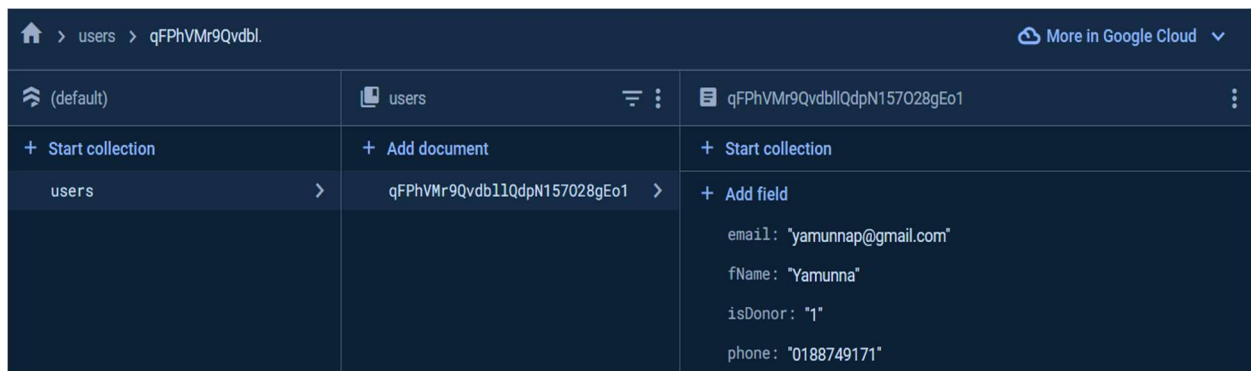 users > qFPhVMr9Qvdbl. More in Google Cloud
(default) users qFPhVMr9QvdbllQdpN157O28gEo1
+ Start collection + Add document + Start collection
users qFPhVMr9QvdbllQdpN157O28gEo1 + Add field
email: "yamunnap@gmail.com"
fName: "Yamunna"
isDonor: "1"
phone: "0188749171"